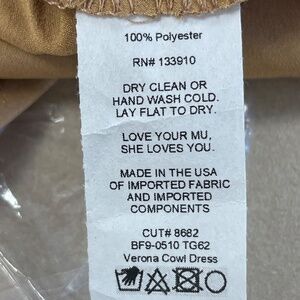 100% Polyester
RN# 133910
DRY CLEAN OR
HAND WASH COLD.
LAY FLAT TO DRY.
LOVE YOUR MU,
SHE LOVES YOU.
MADE IN THE USA
OF IMPORTED FABRIC
AND IMPORTED
COMPONENTS
CUT# 8682
BF9-0510 TG62
Verona Cowl Dress